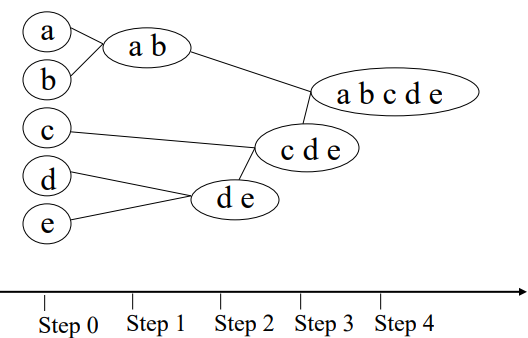 a
a b
b
a b c d e
c
c d e
d
d e
e
Step 0 Step 1 Step 2 Step 3 Step 4